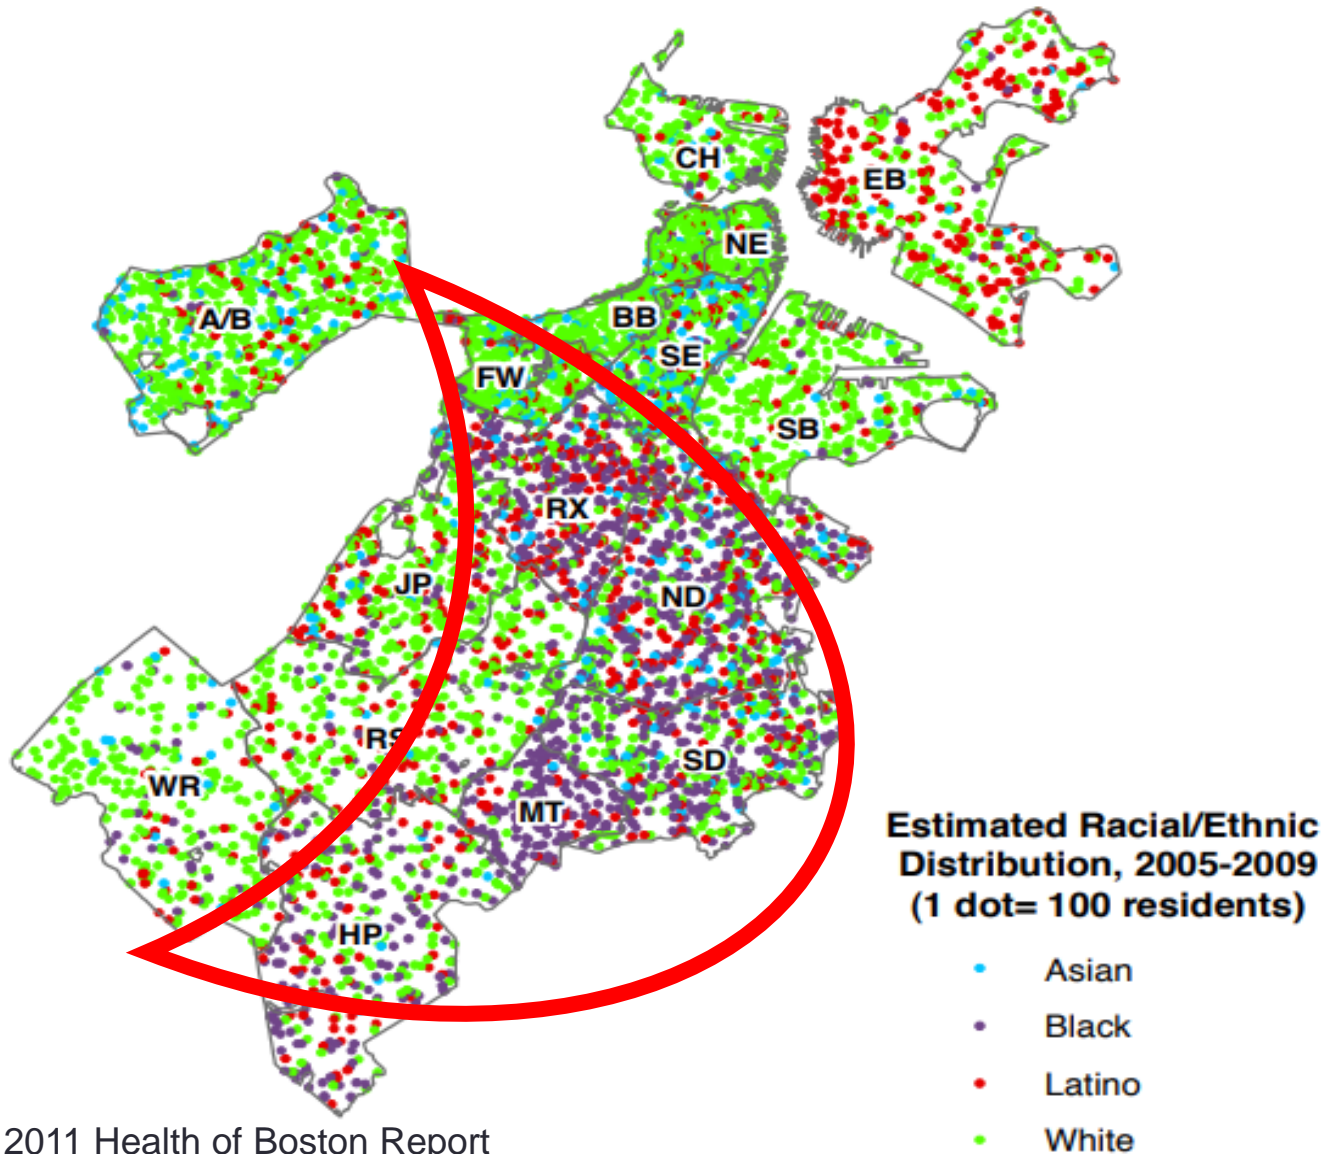 CH
EB
NE
A/B
BB
SE
FW
SB
RX
JP
ND
RS
WR
SD
MT
HP
Estimated Racial/Ethnic
Distribution, 2005-2009
(1 dot= 100 residents)
Asian
Black
Latino
White
2011 Health of Boston Report